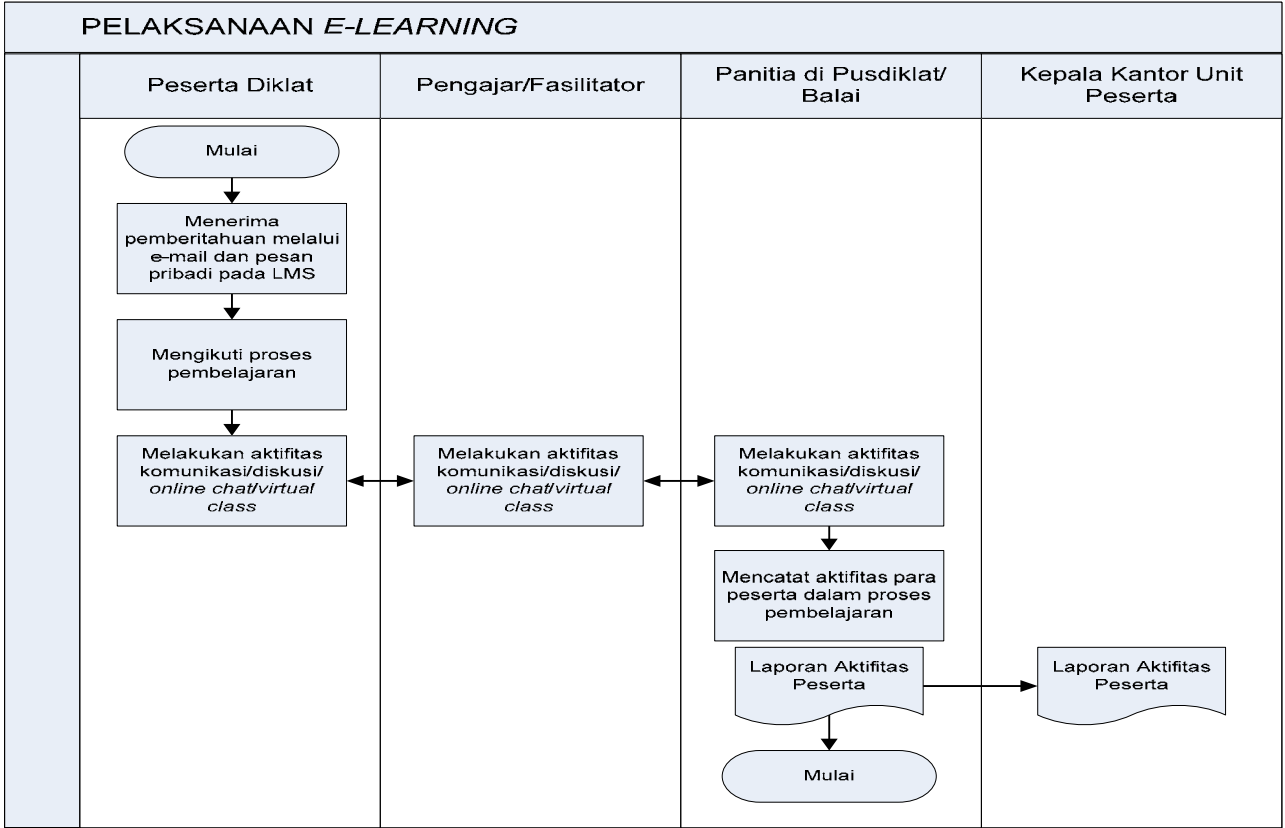 PELAKSANAAN E-LEARNING
Peserta Diklat
Pengajar/Fasilitator
Panitia di Pusdiklat/
Balai
Kepala Kantor Unit
Peserta
Mulai
Menerima
pemberitahuan melalui
e-mail dan pesan
pribadi pada LMS
Mengikuti proses
pembelajaran
Melakukan aktifitas
komunikasi/diskusi/
online chat/virtual
class
Melakukan aktifitas
komunikasi/diskusi/
online chat/virtual
class
Melakukan aktifitas
komunikasi/diskusi/
online chat/virtual
class
Mencatat aktifitas para
peserta dalam proses
pembelajaran
Laporan Aktifitas
Peserta
Laporan Aktifitas
Peserta
Mulai